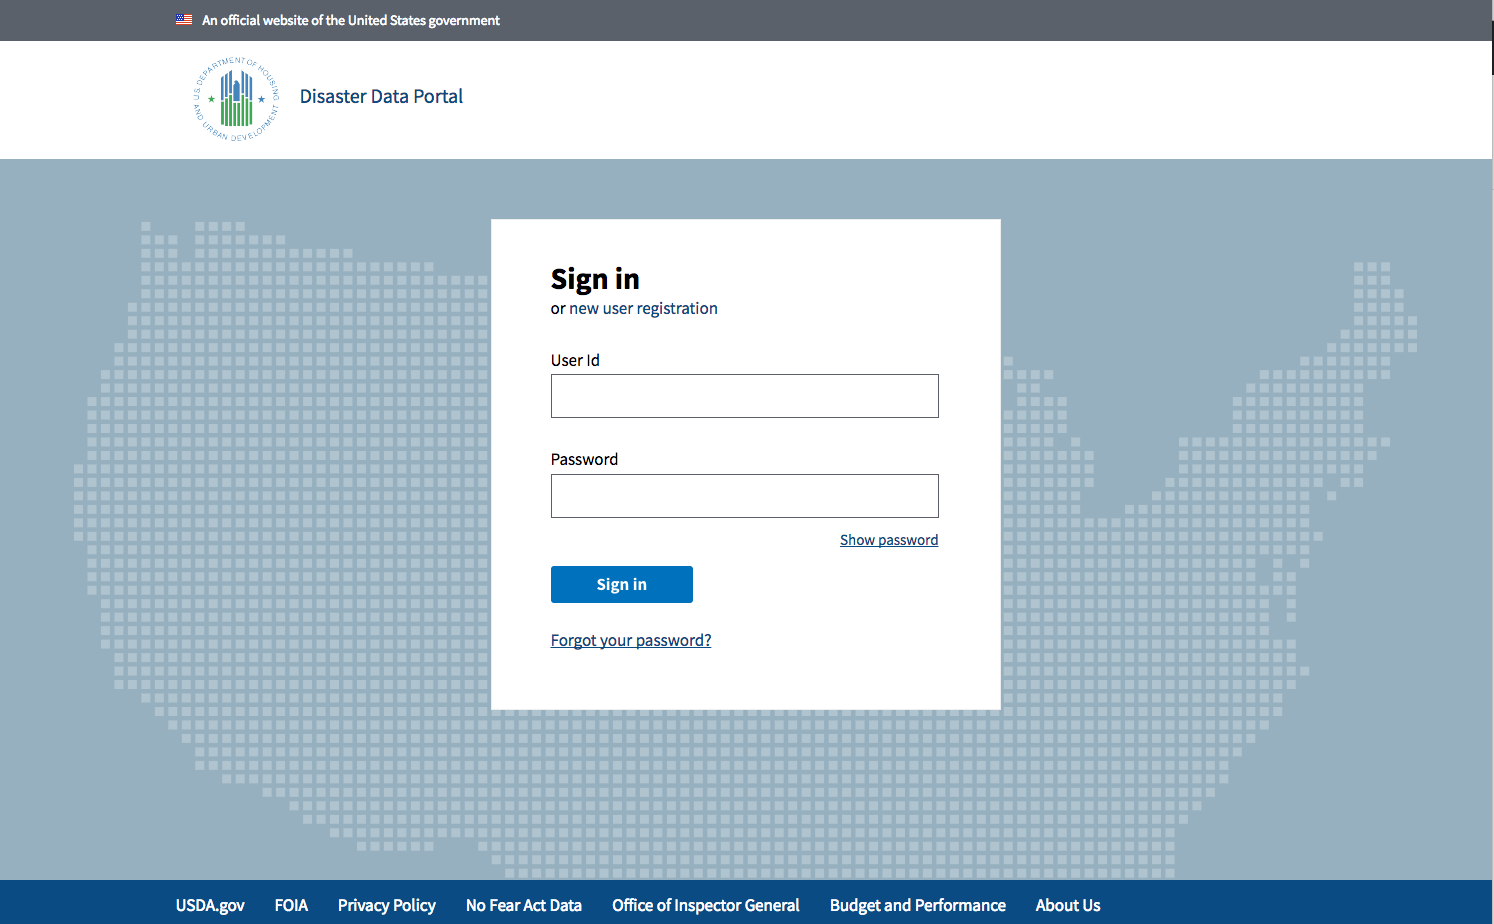 An official website of the United States government
U.S. DEPARTMENT OF HOUSING
AND URBAN DEVELOPMENT
Disaster Data Portal
Sign in
or new user registration
User Id
Password
Show password
Sign in
Forgot your password?
USDA.gov FOIA Privacy Policy No Fear Act Data Office of Inspector General Budget and Performance About Us